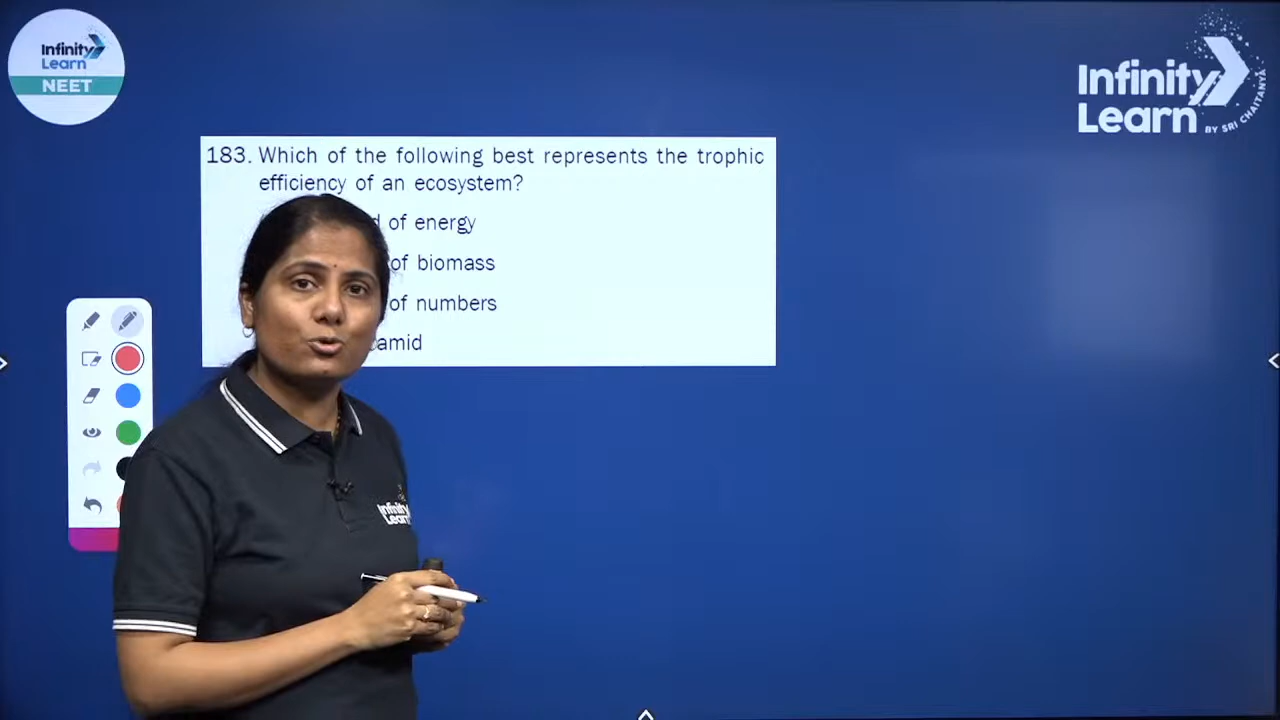 Infinity
Learn
NEET
Infinity
Learn
BY SRI CHAITANYA
183. Which of the following best represents the trophic
efficiency of an ecosystem?
of energy
of biomass
of numbers
Infinity
Learn